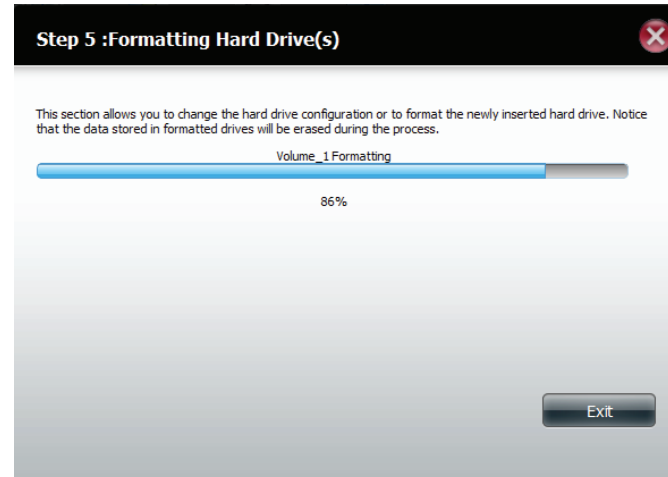 Step 5 :Formatting Hard Drive(s)
This section allows you to change the hard drive configuration or to format the newly inserted hard drive. Notice
that the data stored in formatted drives will be erased during the process.
Volume_1 Formatting
86%
Exit